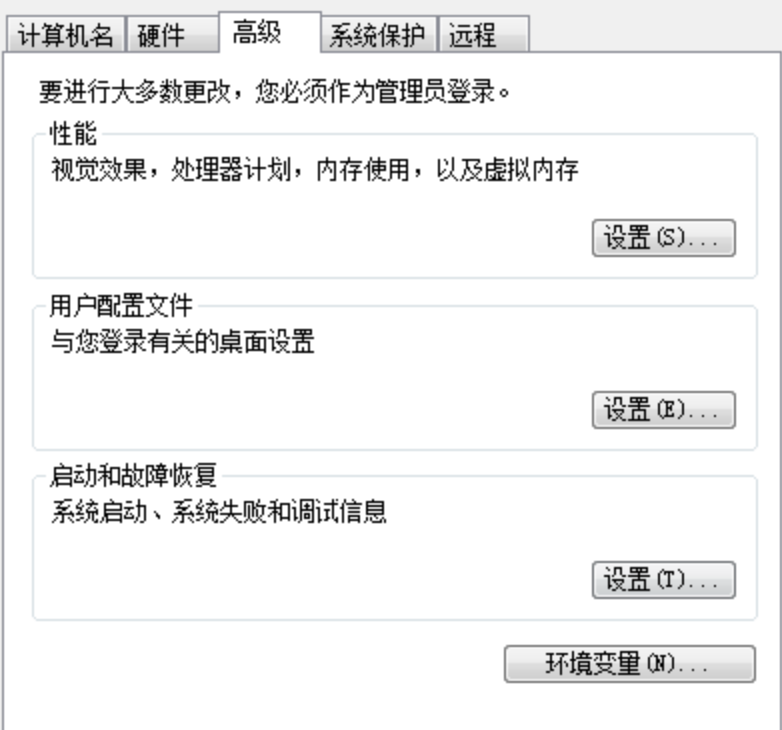 计算机名 硬件 高级 系统保护 远程
要进行大多数更改，您必须作为管理员登录。
性能
视觉效果，处理器计划，内存使用，以及虚拟内存
设置(S)...
用户配置文件
与您登录有关的桌面设置
设置(E)...
启动和故障恢复
系统启动、系统失败和调试信息
设置(T)...
环境变量(N)...